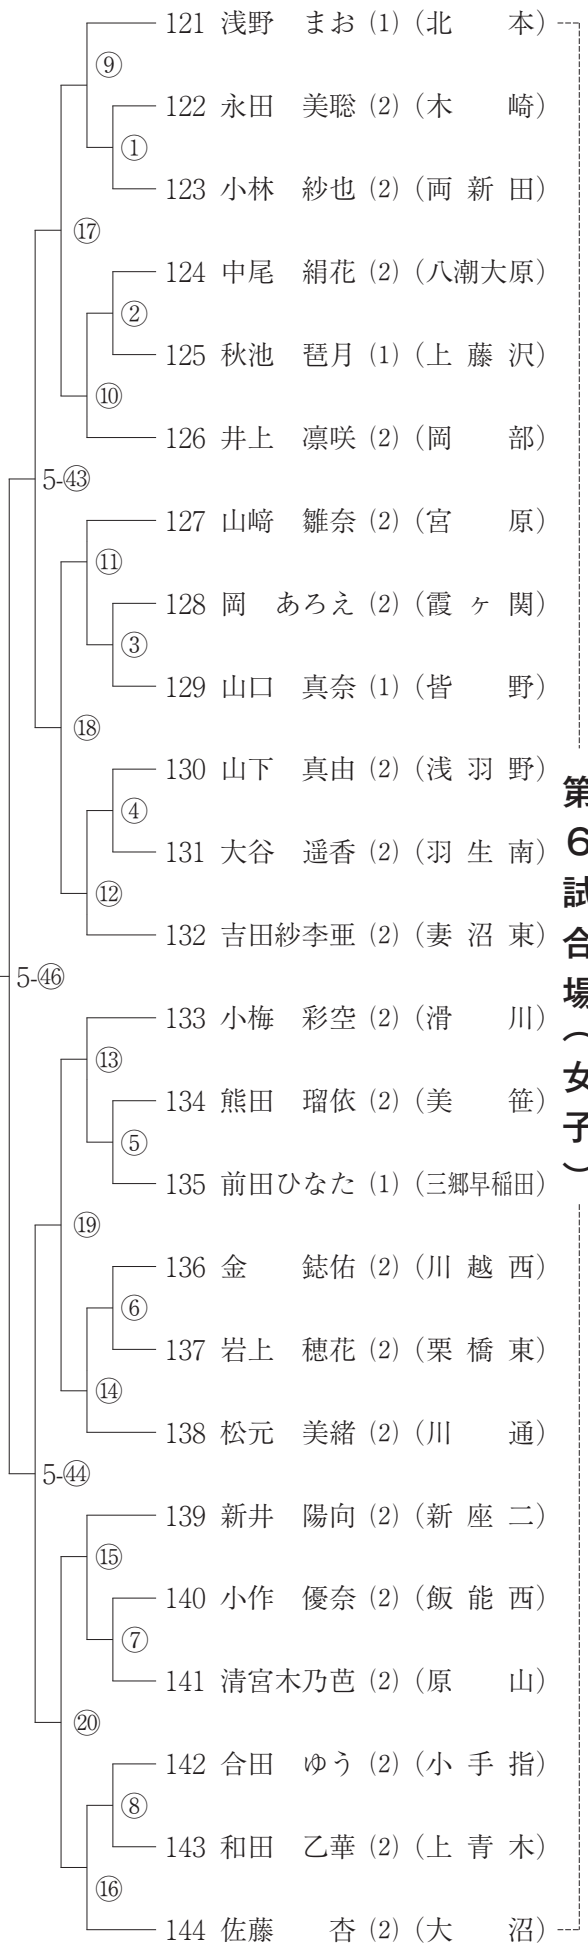 121 浅野　まお (1) (北　　本)
⑨
122 永田　美聡 (2) (木　　崎)
①
123 小林　紗也 (2) (両 新 田)
⑰
124 中尾　絹花 (2) (八潮大原)
②
125 秋池　琶月 (1) (上 藤 沢)
⑩
126 井上　凛咲 (2) (岡　　部)
5-㊸
127 山﨑　雛奈 (2) (宮　　原)
⑪
128 岡　あろえ (2) (霞 ヶ 関)
③
129 山口　真奈 (1) (皆　　野)
⑱
130 山下　真由 (2) (浅 羽 野)
④
131 大谷　遥香 (2) (羽 生 南)
⑫
132 吉田紗李亜 (2) (妻 沼 東)
5-㊻
133 小梅　彩空 (2) (滑　　川)
⑬
134 熊田　瑠依 (2) (美　　笹)
⑤
135 前田ひなた (1) (三郷早稲田)
⑲
136 金　　鋕佑 (2) (川 越 西)
⑥
137 岩上　穂花 (2) (栗 橋 東)
⑭
138 松元　美緒 (2) (川　　通)
5-㊹
139 新井　陽向 (2) (新 座 二)
⑮
140 小作　優奈 (2) (飯 能 西)
⑦
141 清宮木乃芭 (2) (原　　山)
⑳
142 合田　ゆう (2) (小 手 指)
⑧
143 和田　乙華 (2) (上 青 木)
⑯
144 佐藤　　杏 (2) (大　　沼)
第６試合場（女子）